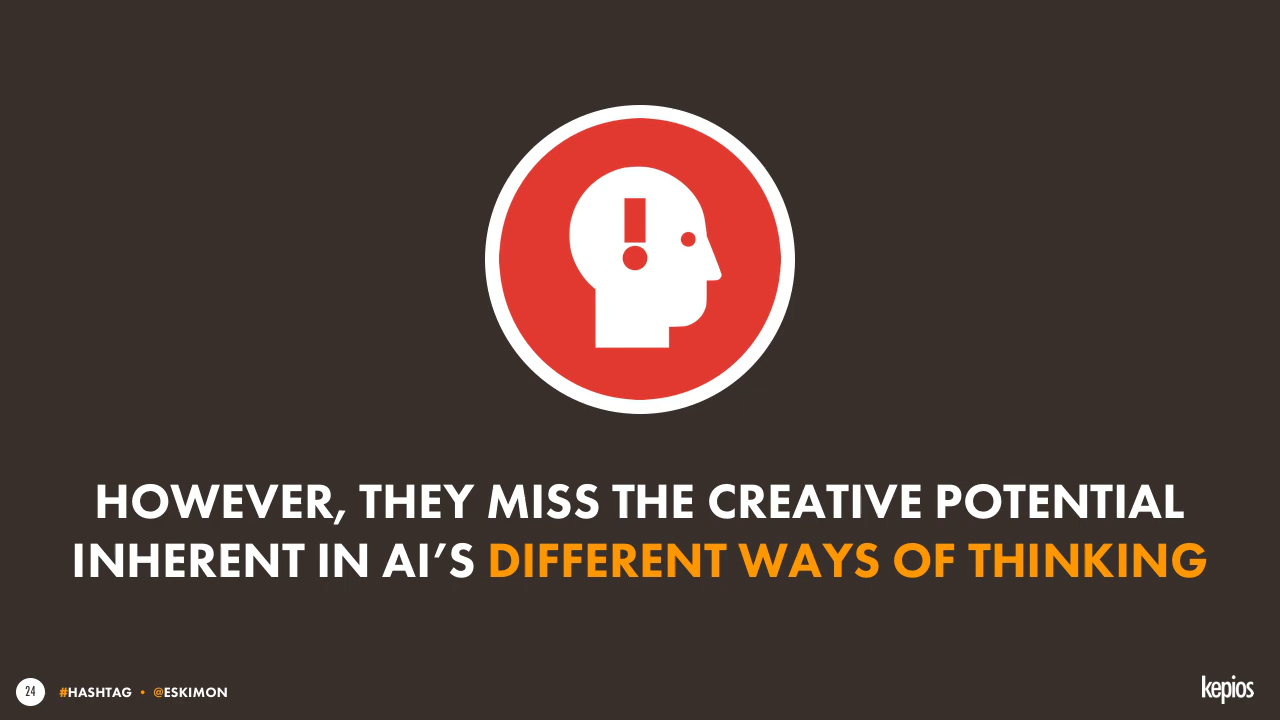 HOWEVER, THEY MISS THE CREATIVE POTENTIAL
INHERENT IN AI’S DIFFERENT WAYS OF THINKING
24 #HASHTAG • @ESKIMON
kepios